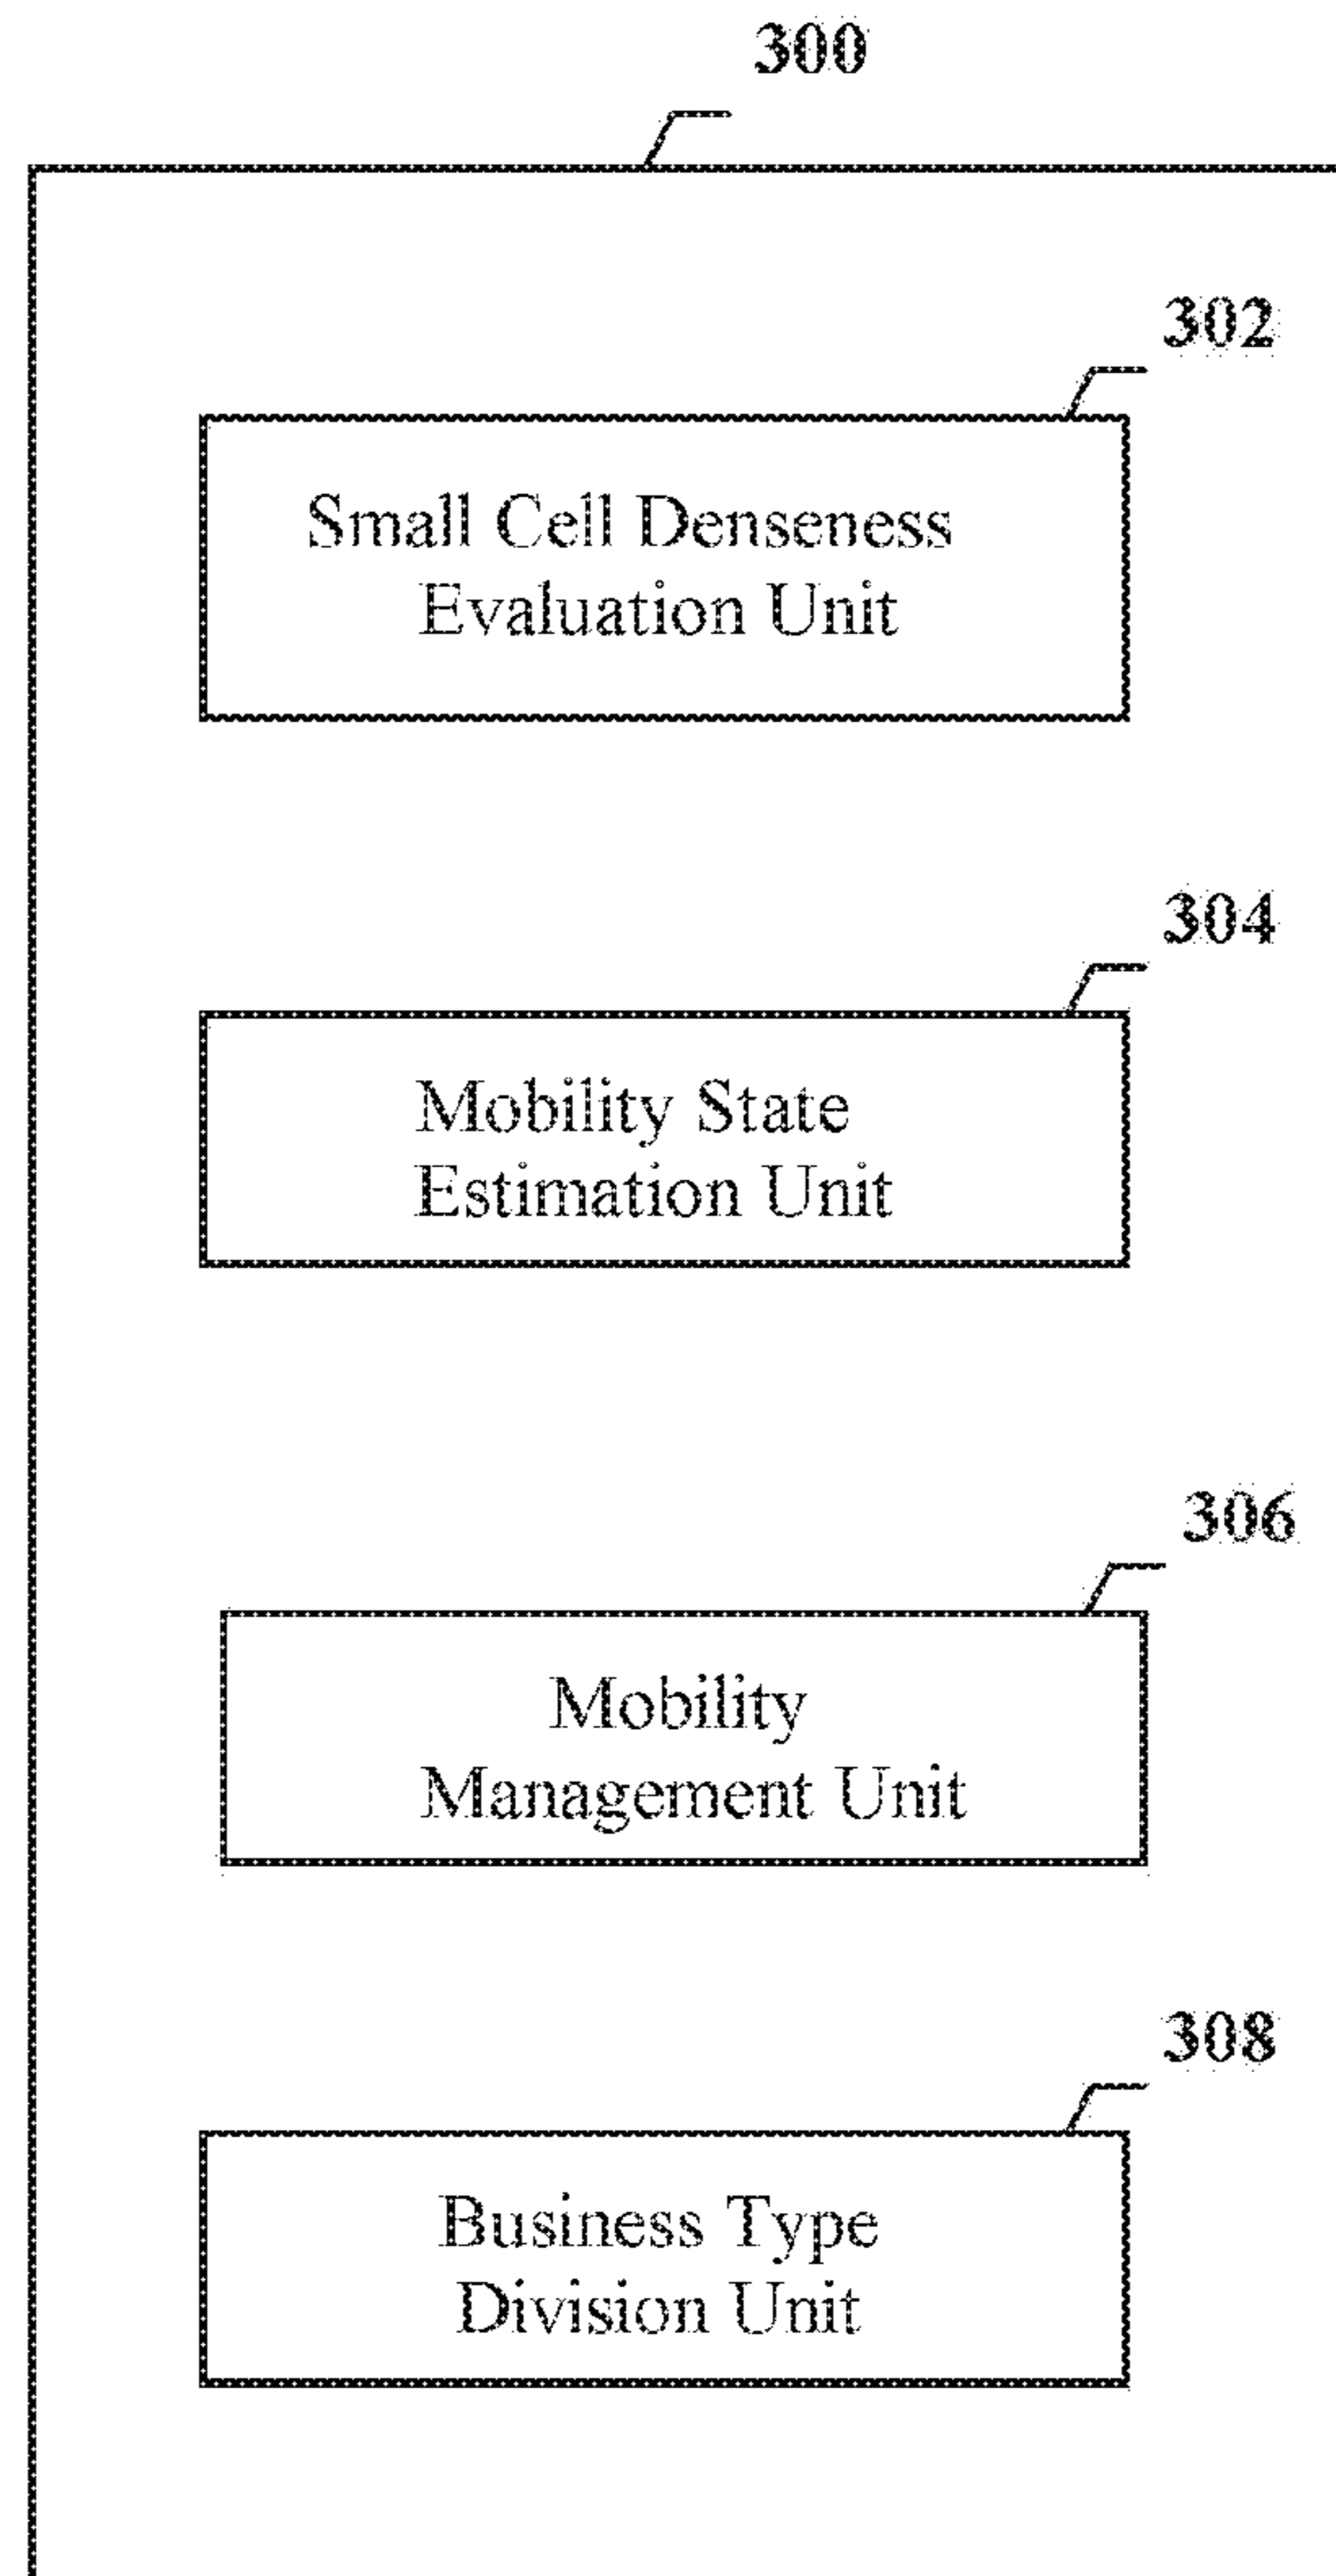 300
302
Small Cell Denseness
Evaluation Unit
304
Mobility State
Estimation Unit
306
Mobility
Management Unit
308
Business Type
Division Unit